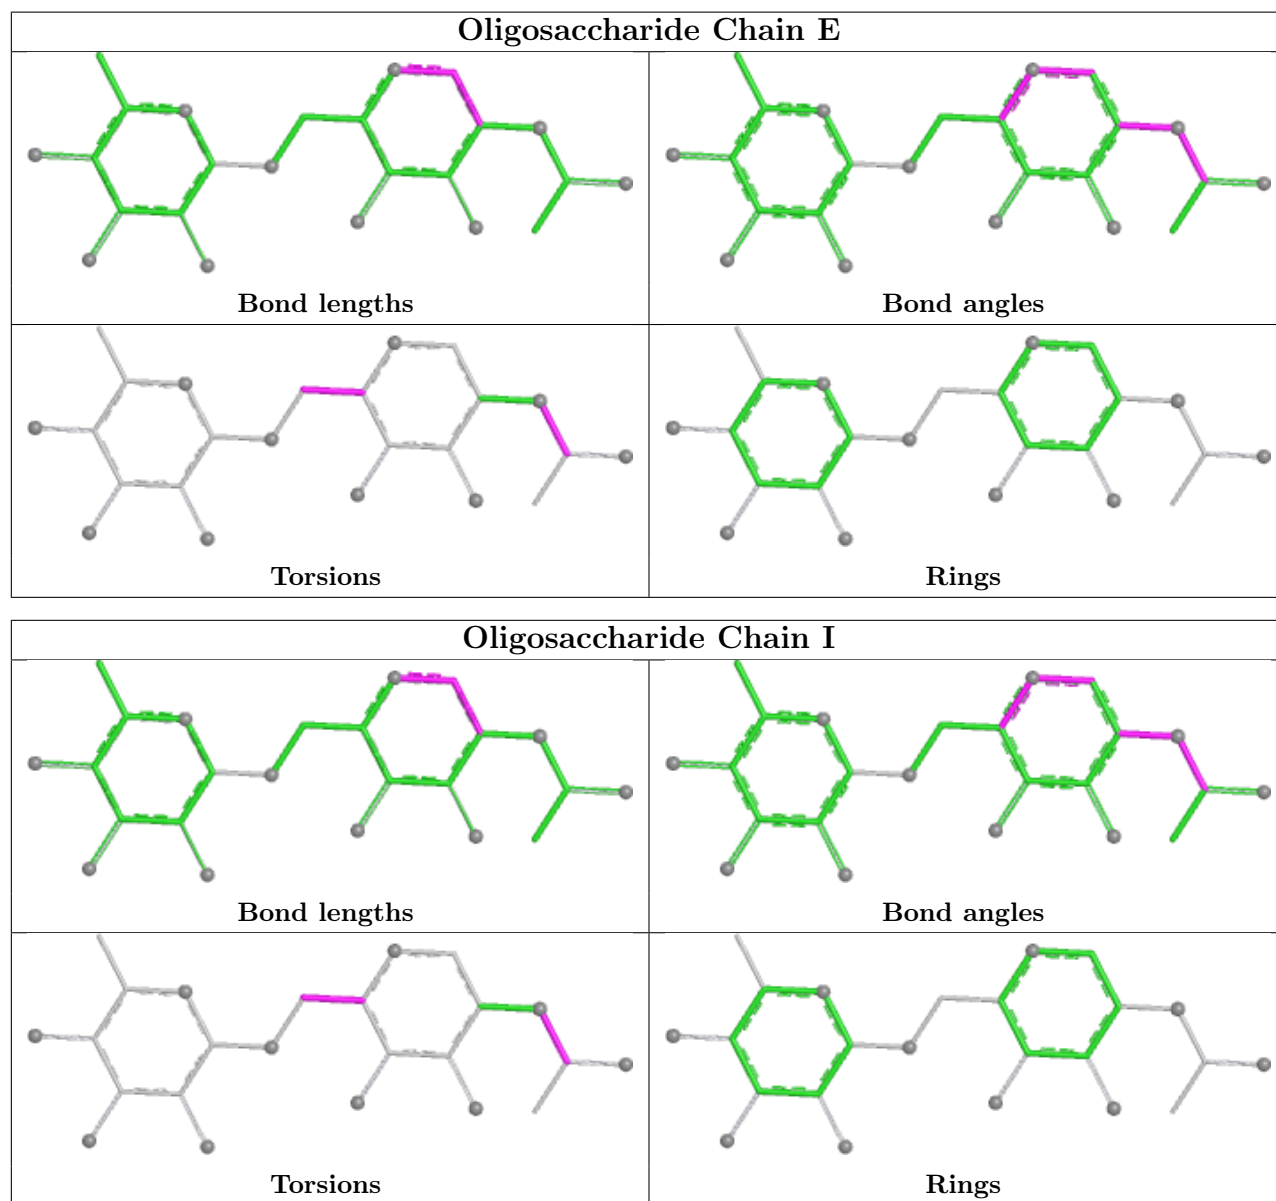 Oligosaccharide Chain E
Bond lengths
Bond angles
Torsions
Rings
Oligosaccharide Chain I
Bond lengths
Bond angles
Torsions
Rings